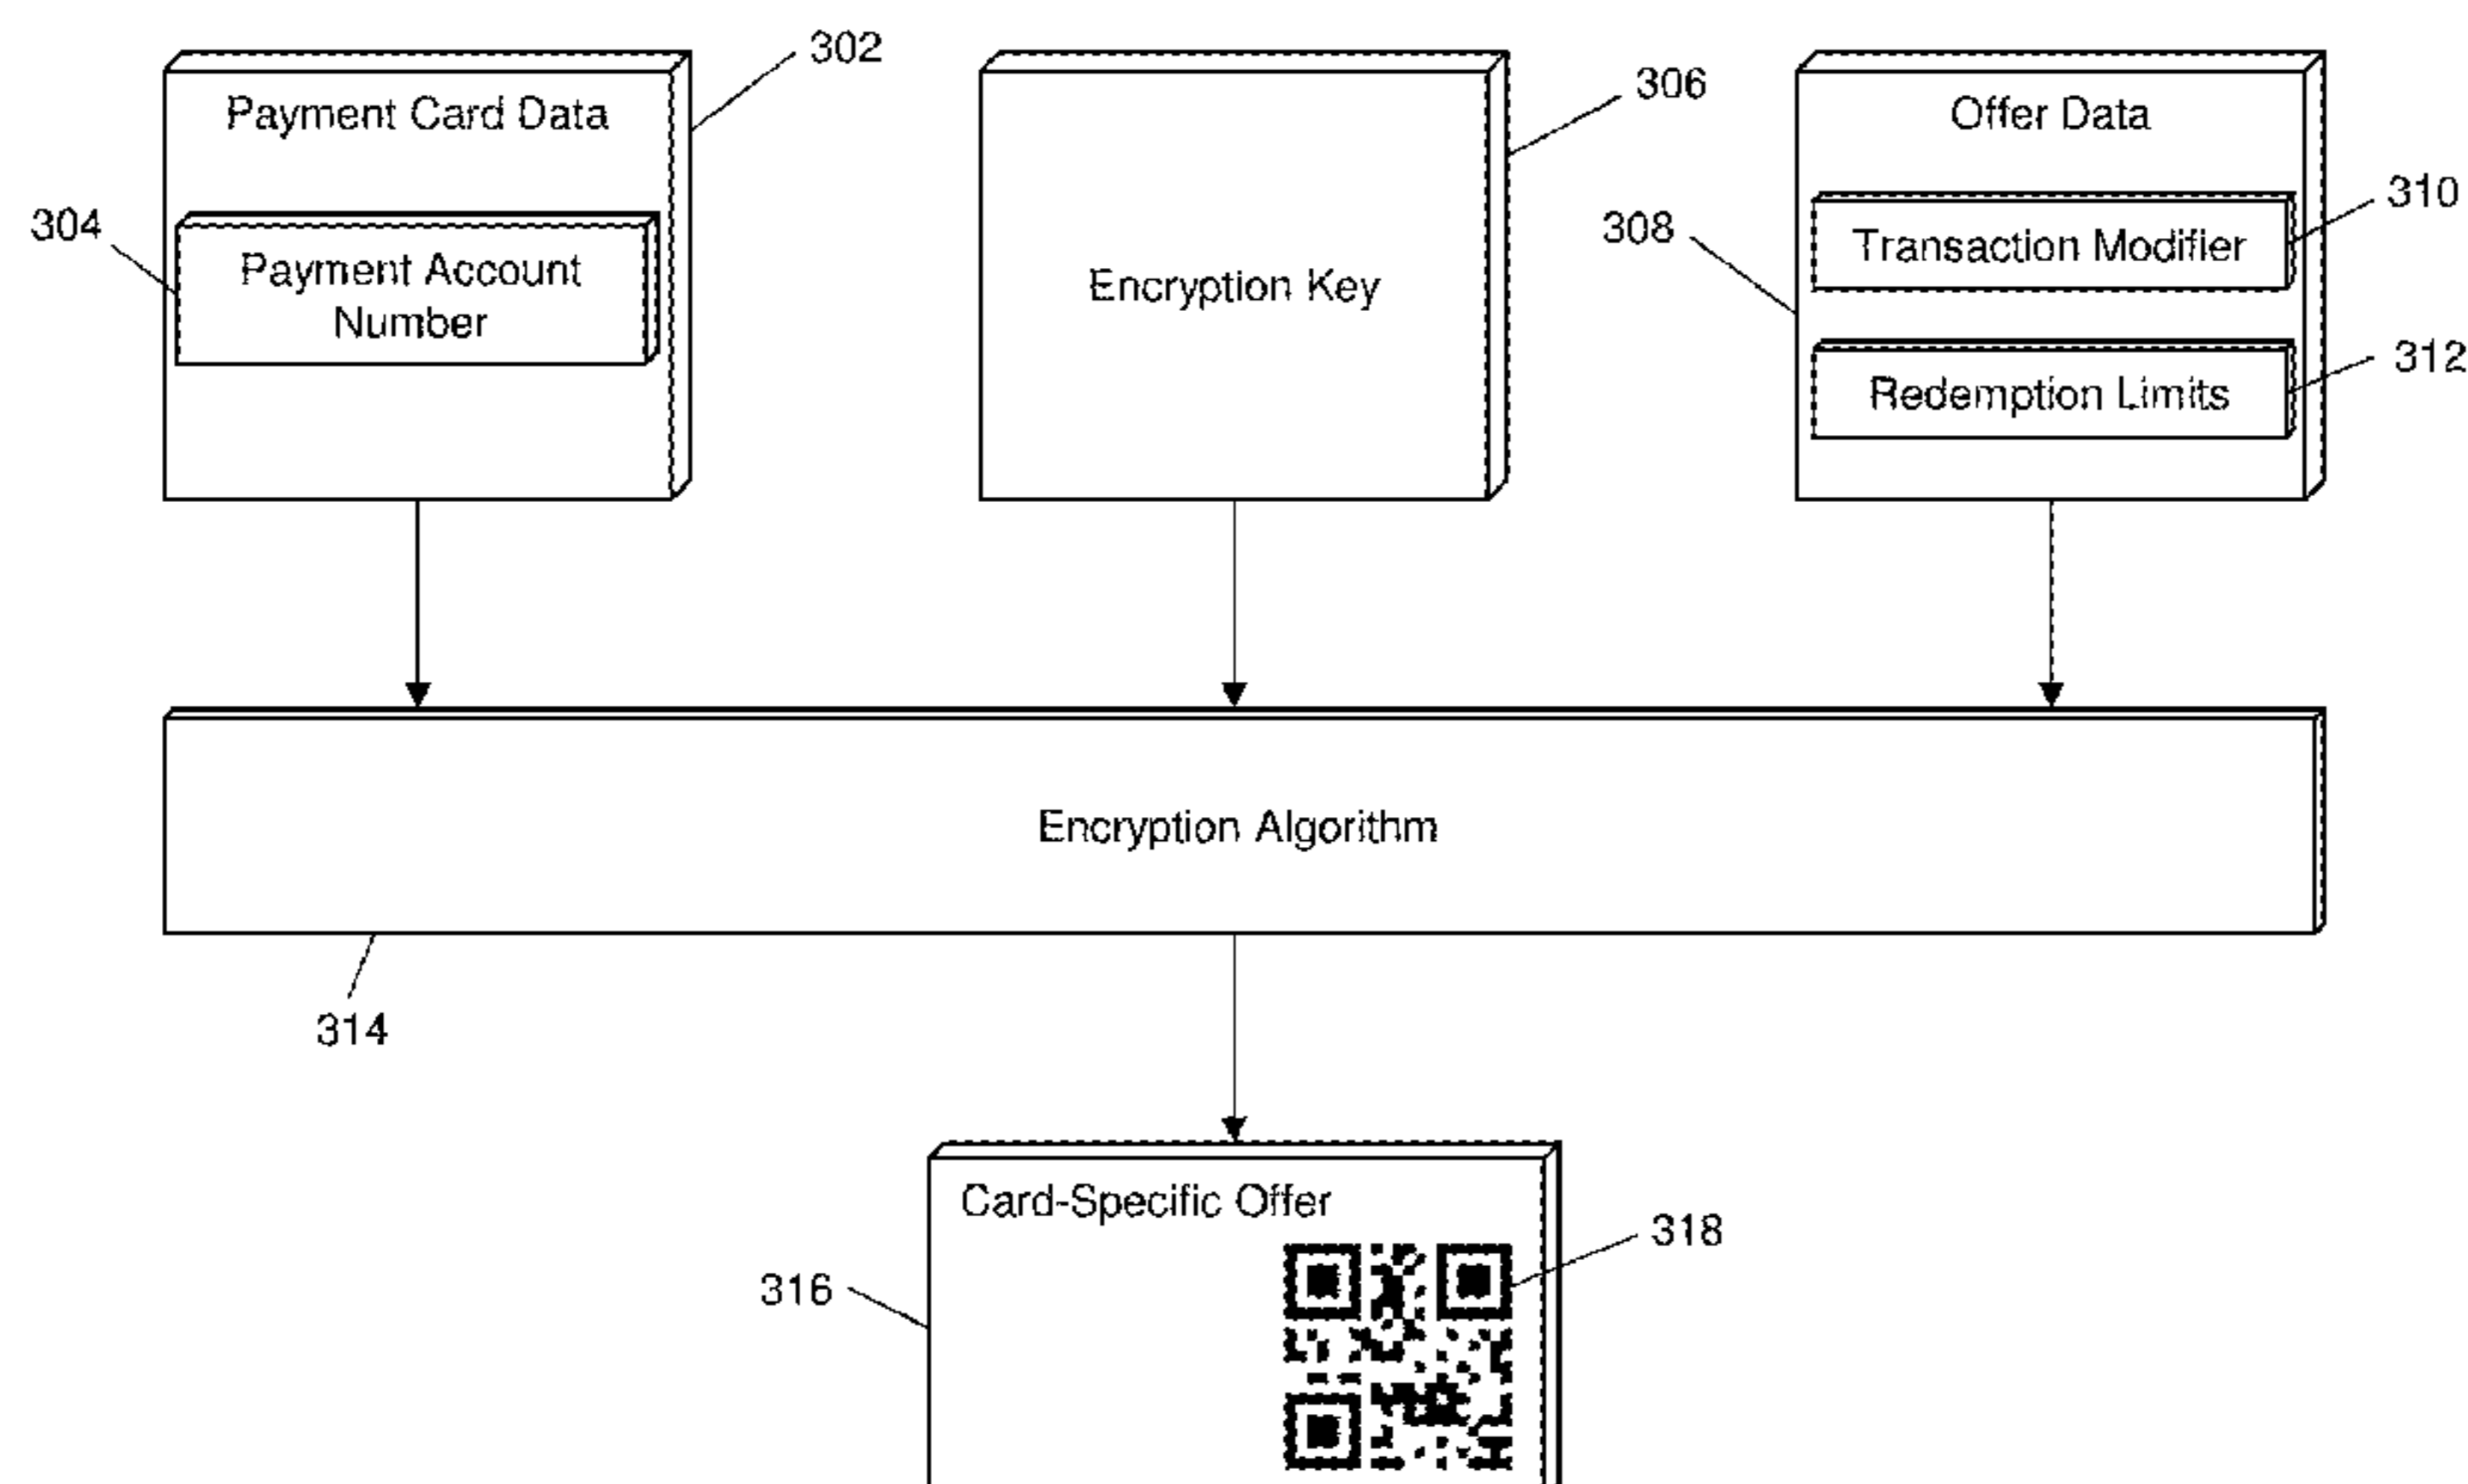 302
306
Payment Card Data
Offer Data
304
310
Payment Account
Number
Encryption Key
308
Transaction Modifier
312
Redemption Limits
Encryption Algorithm
314
Card-Specific Offer
318
316